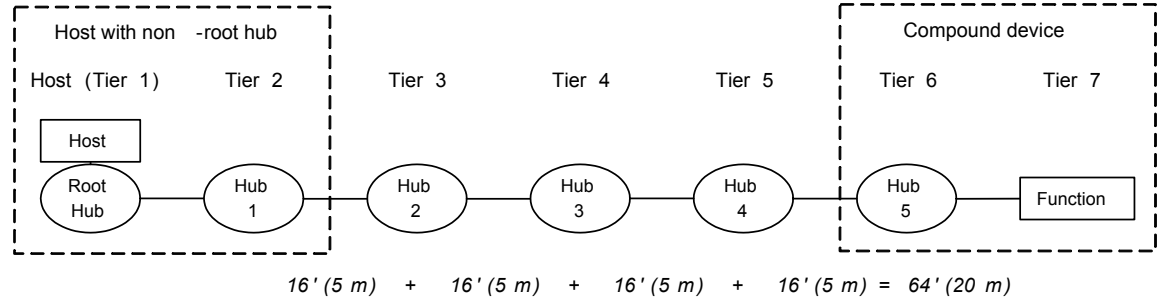 Host with non -root hub Compound device
Host (Tier 1) Tier 2 Tier 3 Tier 4 Tier 5 Tier 6 Tier 7
Host
Root Hub Hub Hub Hub Hub
Hub 1 2 3 4 5 Function
16' (5 m) + 16' (5 m) + 16' (5 m) + 16' (5 m) = 64' (20 m)